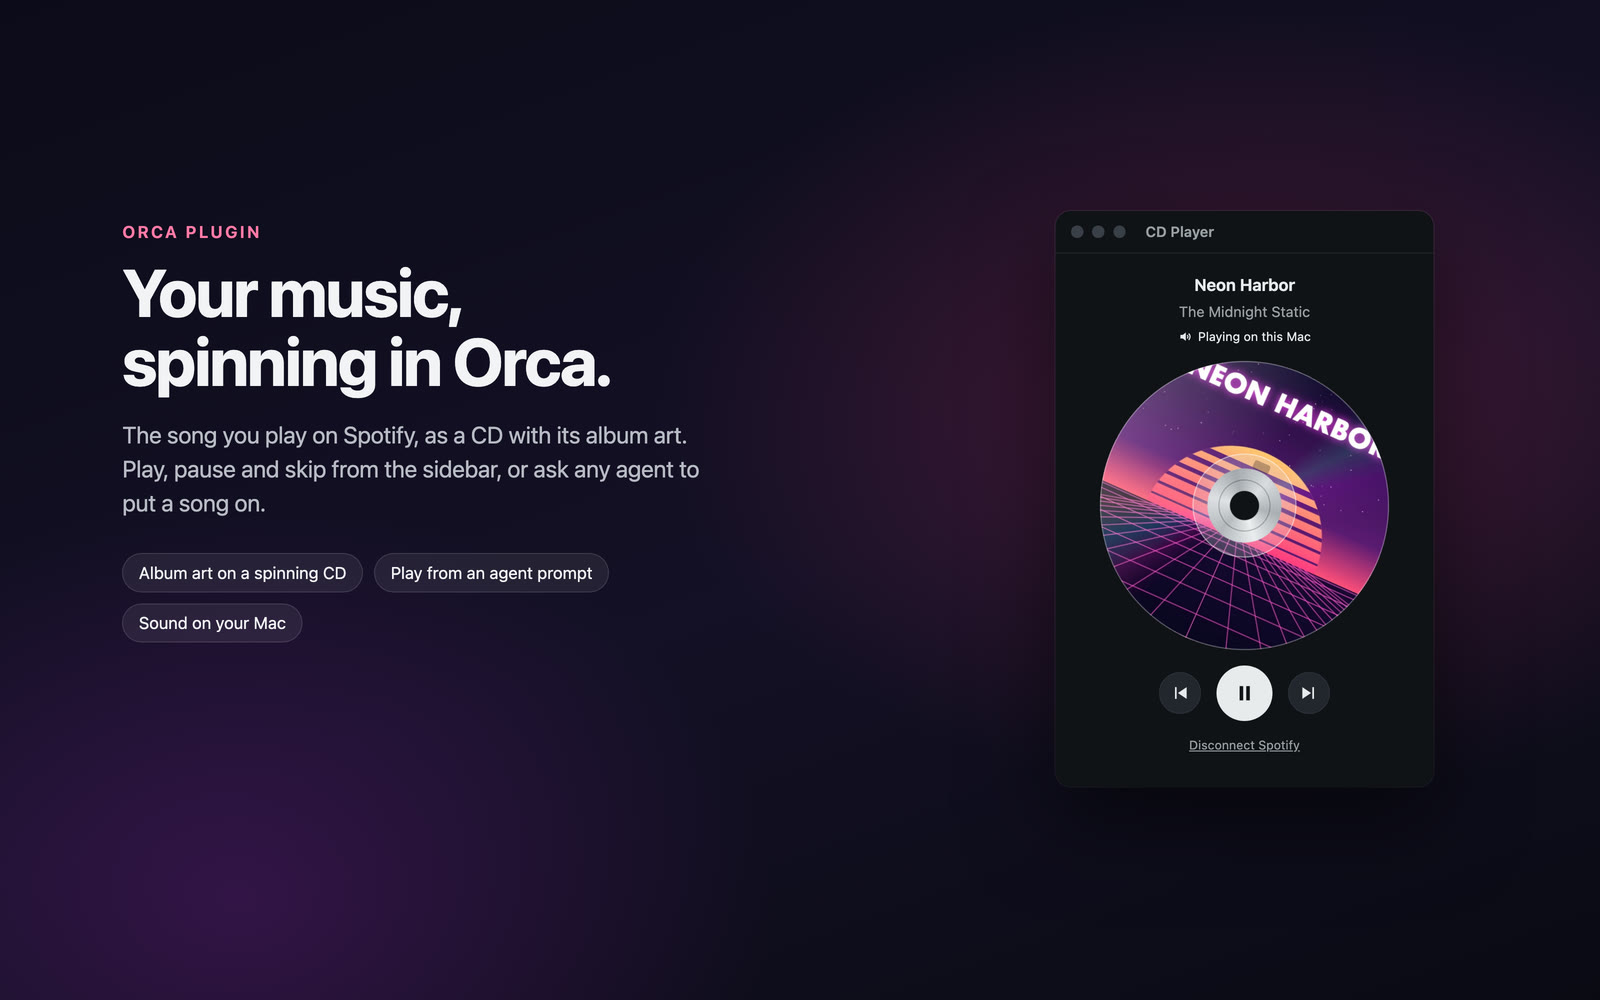 ORCA PLUGIN
Your music,
spinning in Orca.
The song you play on Spotify, as a CD with its album art.
Play, pause and skip from the sidebar, or ask any agent to
put a song on.
Album art on a spinning CD
Play from an agent prompt
Sound on your Mac
CD Player
Neon Harbor
The Midnight Static
Playing on this Mac
NEON HARBOR
Disconnect Spotify